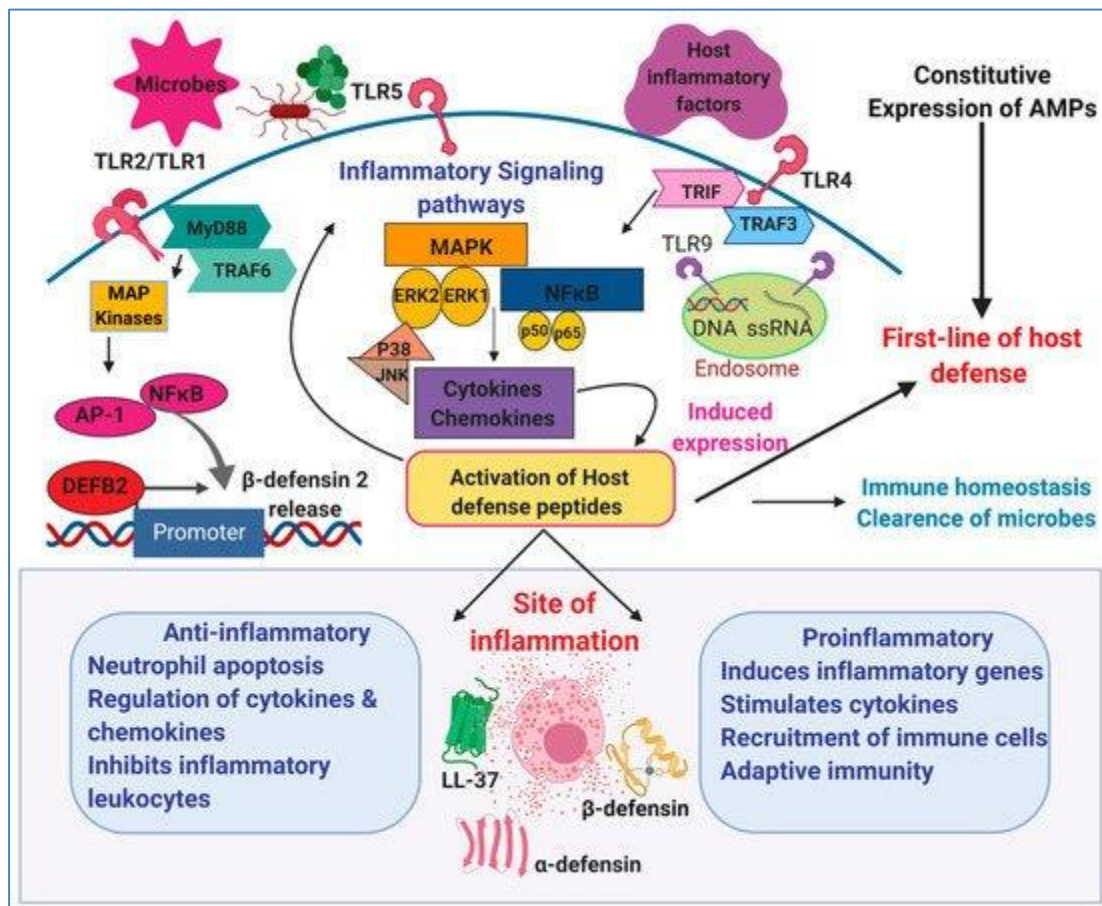 Microbes
TLR5
Host
inflammatory
factors
Constitutive
Expression of AMPs
TLR2/TLR1
Inflammatory Signaling
pathways
TLR4
TRIF
TRAF3
MyD88
TRAF6
MAPK
TLR9
MAP
Kinases
ERK2
ERK1
NFκB
p50
p65
DNA
ssRNA
Endosome
First-line of host
defense
P38
JNK
Cytokines
Chemokines
NFκB
AP-1
Induced
expression
DEFB2
β-defensin 2
release
Promoter
Activation of Host
defense peptides
Immune homeostasis
Clearence of microbes
Site of
inflammation
Anti-inflammatory
Neutrophil apoptosis
Regulation of cytokines &
chemokines
Inhibits inflammatory
leukocytes
LL-37
β-defensin
α-defensin
Proinflammatory
Induces inflammatory genes
Stimulates cytokines
Recruitment of immune cells
Adaptive immunity